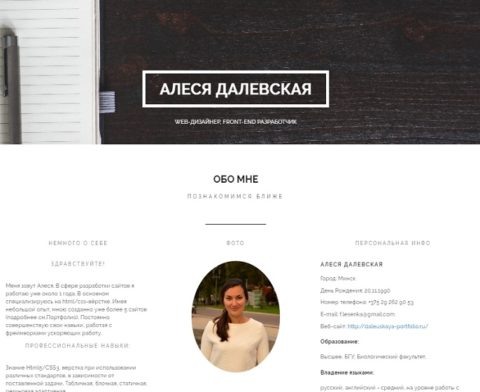 АЛЕСЯ ДАЛЕВСКАЯ
WEB-ДИЗАЙНЕР, FRONT-END РАЗРАБОТЧИК
ОБО МНЕ
ПОЗНАКОМИМСЯ БЛИЖЕ
НЕМНОГО О СЕБЕ
ЗДРАВСТВУЙТЕ!
Меня зовут Алеся. В сфере разработки сайтов я
работаю уже около 1 года. В основном
специализируюсь на html/css-вёрстке. Имея
небольшой опыт, мною создано уже более 5 сайтов
(подробнее см.Портфолио). Постоянно
совершенствую свои навыки, работая с
фреймворками ускоряющих работу.
ПРОФЕССИОНАЛЬНЫЕ НАВЫКИ:
Знание Html5/CSS3, верстка при использовании
различных стандартов, в зависимости от
поставленной задачи. Табличная, блочная, статичная,
ФОТО
ПЕРСОНАЛЬНАЯ ИНФО
АЛЕСЯ ДАЛЕВСКАЯ
Город: Минск
День Рождения: 20.11.1990
Номер телефона: +375 29 262 90 53
E-mail: flesenka@gmail.com
Веб-сайт: http://daleuskaya-portfolio.ru/
Образование:
Высшее. БГУ, Биологический факультет.
Владение языками:
русский, английский - средний, на уровне работы с